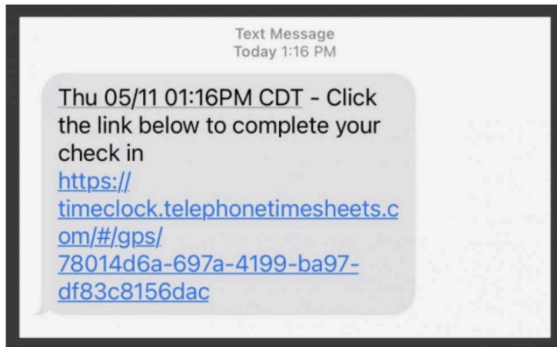 Text Message
Today 1:16 PM
Thu 05/11 01:16PM CDT - Click
the link below to complete your
check in
https://
timeclock.telephonetimesheets.c
om/#/gps/
78014d6a-697a-4199-ba97-
df83c8156dac